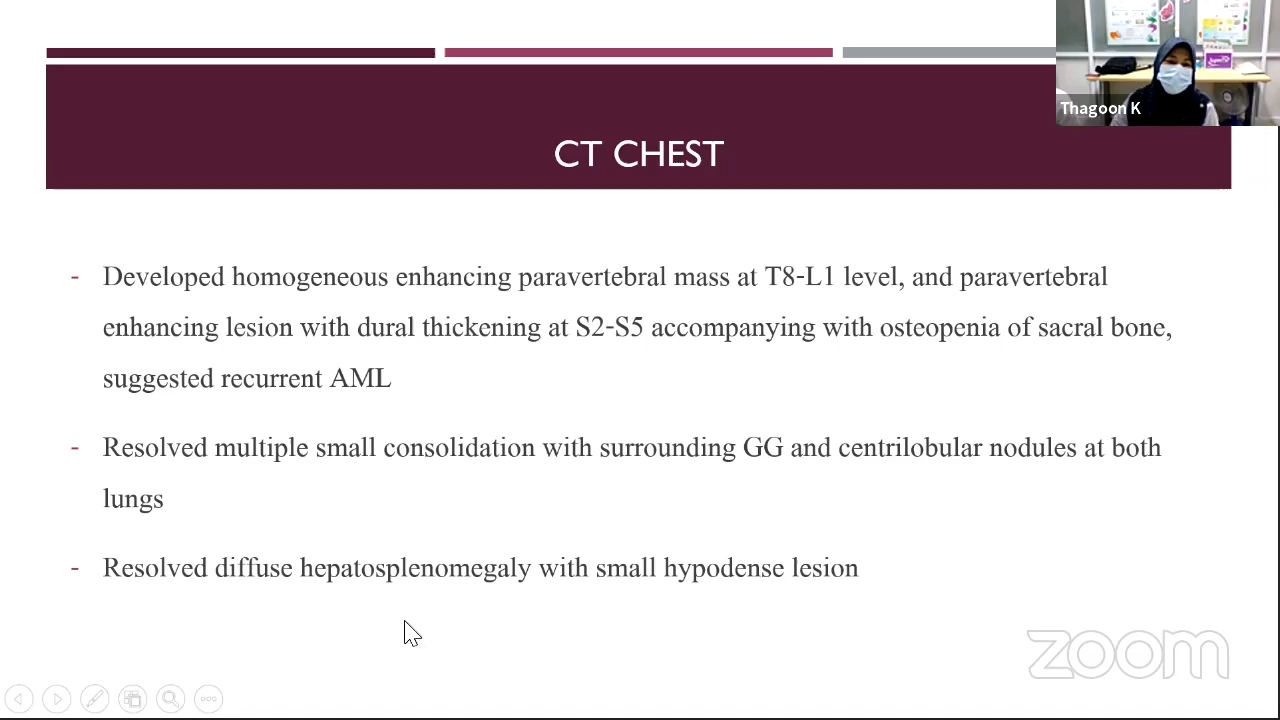 Thagoon K
CT CHEST
- Developed homogeneous enhancing paravertebral mass at T8-L1 level, and paravertebral
enhancing lesion with dural thickening at S2-S5 accompanying with osteopenia of sacral bone,
suggested recurrent AML
- Resolved multiple small consolidation with surrounding GG and centrilobular nodules at both
lungs
- Resolved diffuse hepatosplenomegaly with small hypodense lesion
zoom